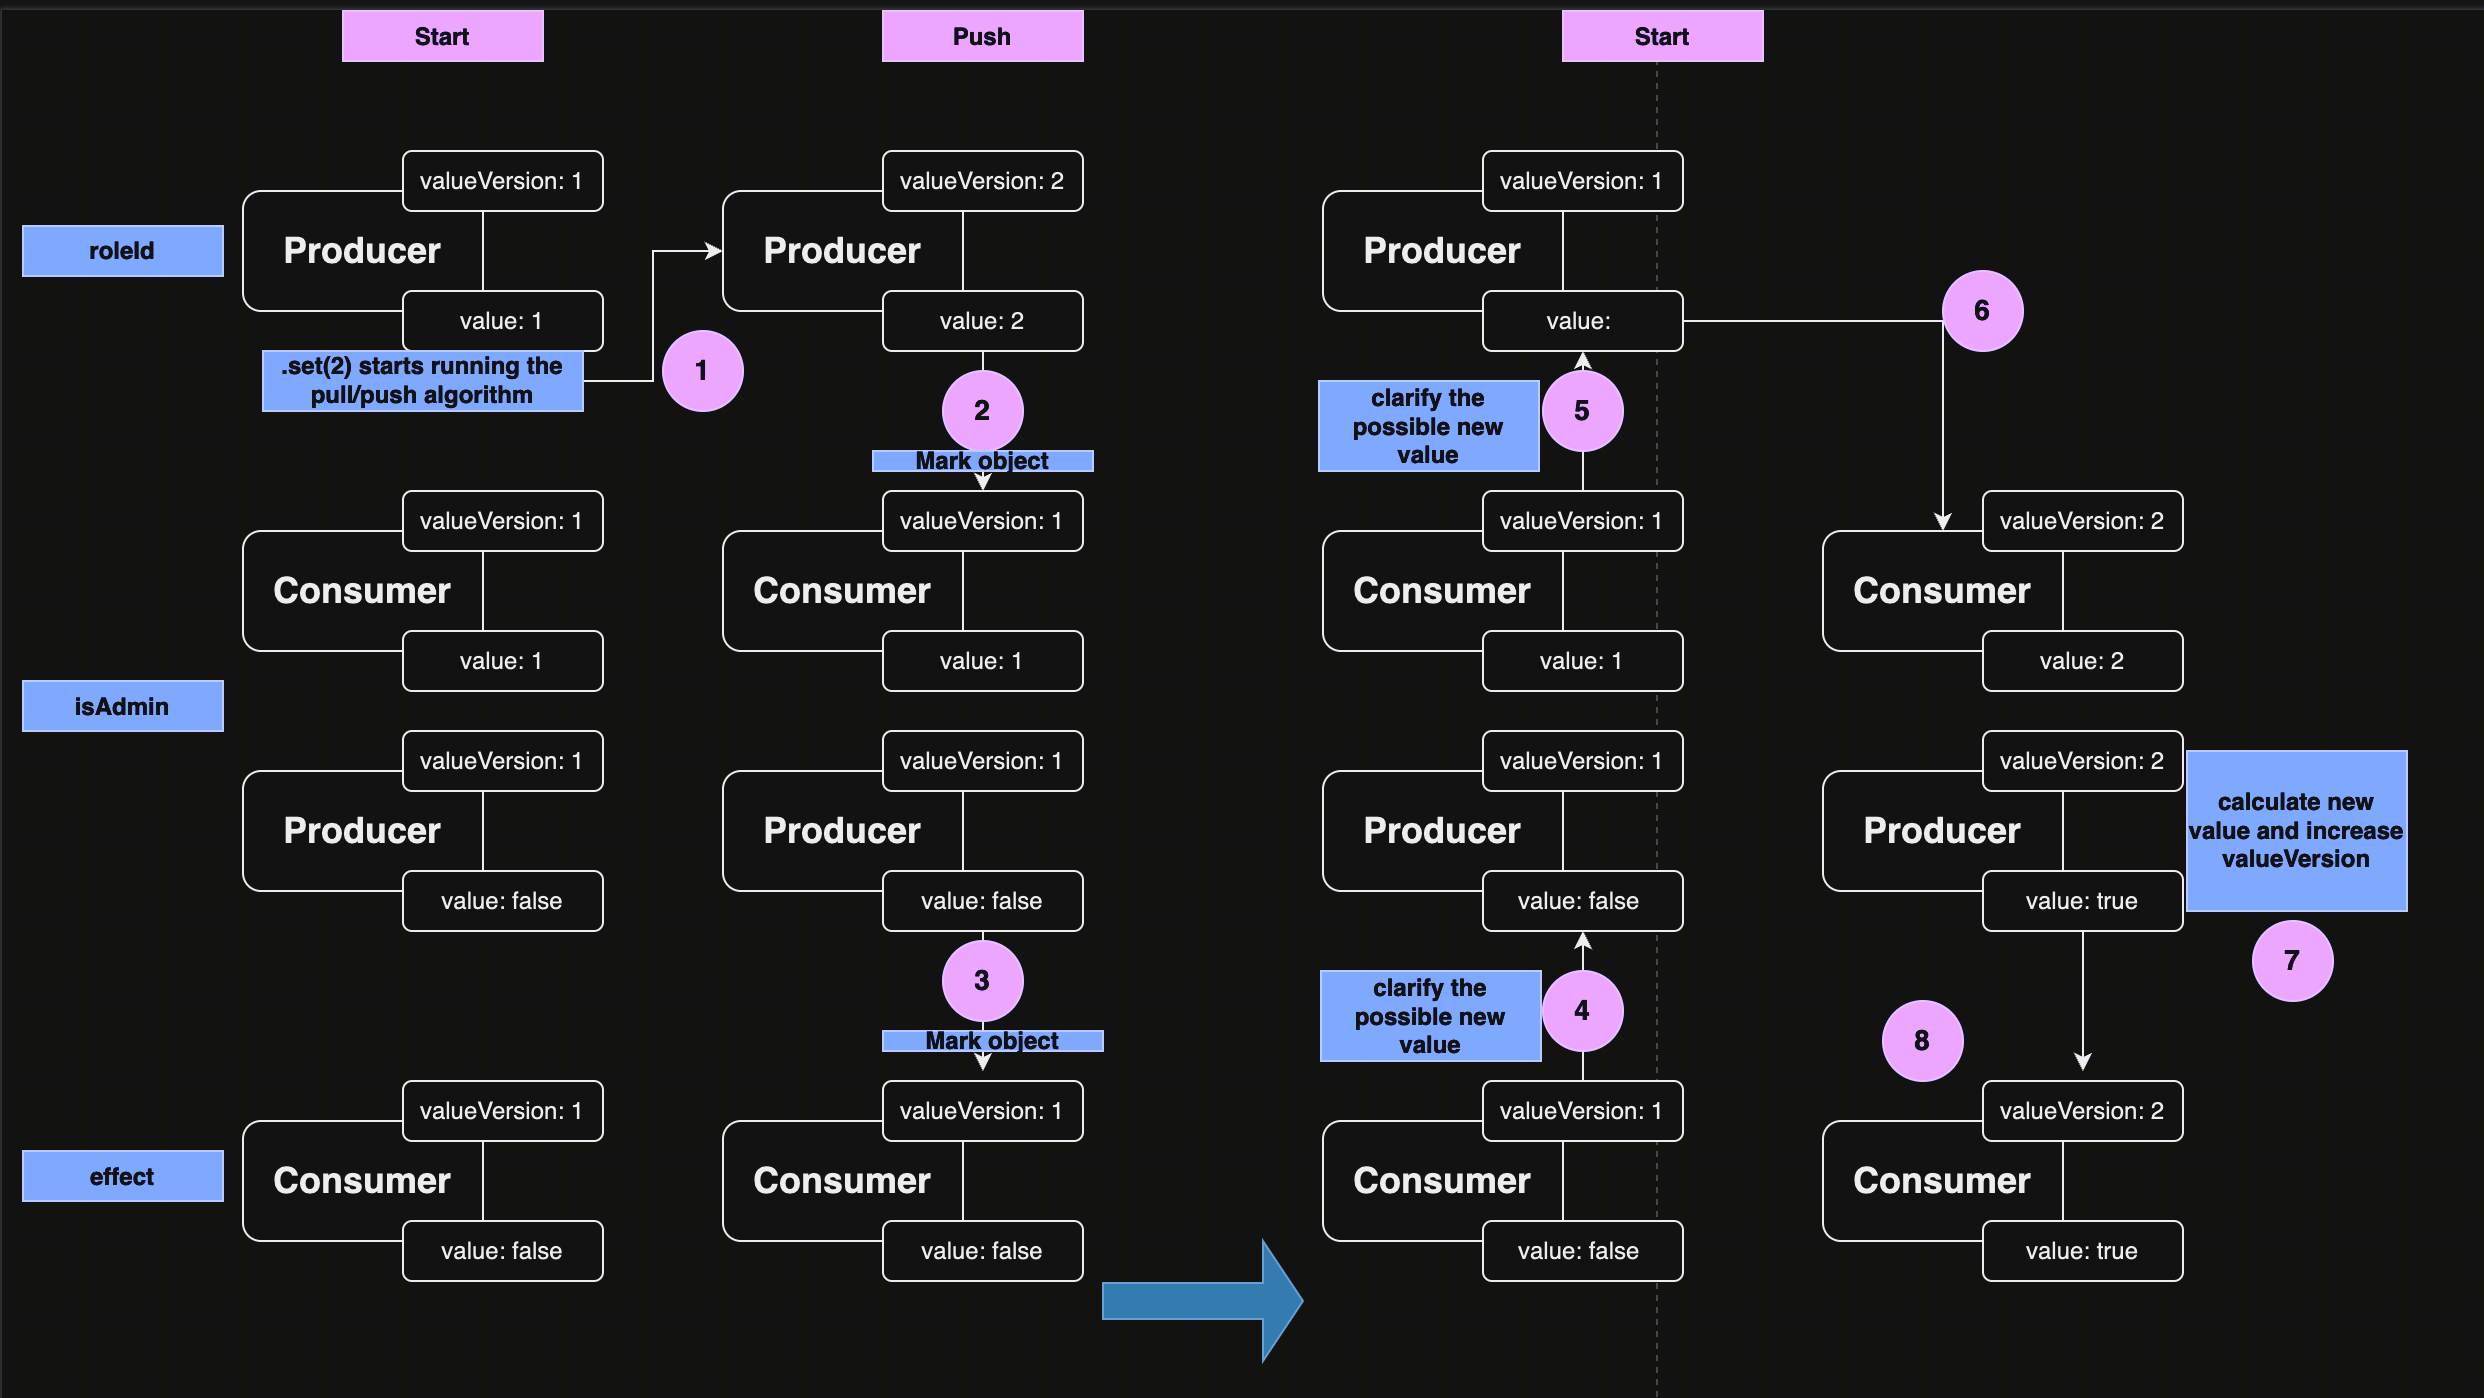 Start
Push
Start
valueVersion: 1
valueVersion: 2
valueVersion: 1
roleId
Producer
Producer
Producer
value: 1
value: 2
value:
6
.set(2) starts running the
pull/push algorithm
1
2
Mark object
clarify the
possible new
value
5
valueVersion: 1
valueVersion: 1
valueVersion: 1
valueVersion: 2
Consumer
Consumer
Consumer
Consumer
value: 1
value: 1
value: 1
value: 2
isAdmin
valueVersion: 1
valueVersion: 1
valueVersion: 1
valueVersion: 2
Producer
Producer
Producer
Producer
calculate new
value and increase
valueVersion
value: false
value: false
value: false
value: true
7
3
Mark object
clarify the
possible new
value
4
8
valueVersion: 1
valueVersion: 1
valueVersion: 1
valueVersion: 2
effect
Consumer
Consumer
Consumer
Consumer
value: false
value: false
value: false
value: true